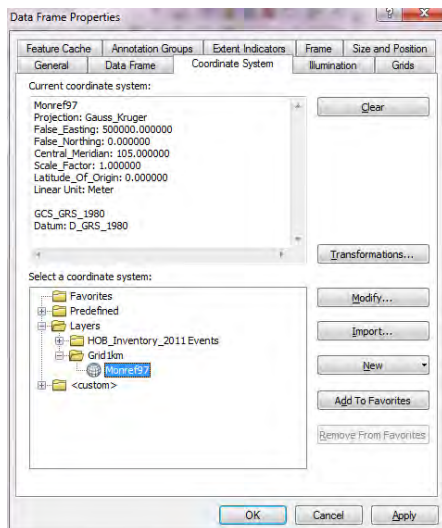 Data Frame Properties
Feature Cache Annotation Groups Extent Indicators Frame Size and Position
General Data Frame Coordinate System Illumination Grids
Current coordinate system:
Monref97
Projection: Gauss_Kruger
False_Easting: 500000.000000
False_Northing: 0.000000
Central_Meridian: 105.000000
Scale_Factor: 1.000000
Latitude_Of_Origin: 0.000000
Linear Unit: Meter
GCS_GRS_1980
Datum: D_GRS_1980
Clear
Transformations...
Select a coordinate system:
Favorites
Predefined
Layers
HOB_Inventory_2011 Events
Grid1km
Monref97
<custom>
Modify...
Import...
New
Add To Favorites
Remove From Favorites
OK Cancel Apply